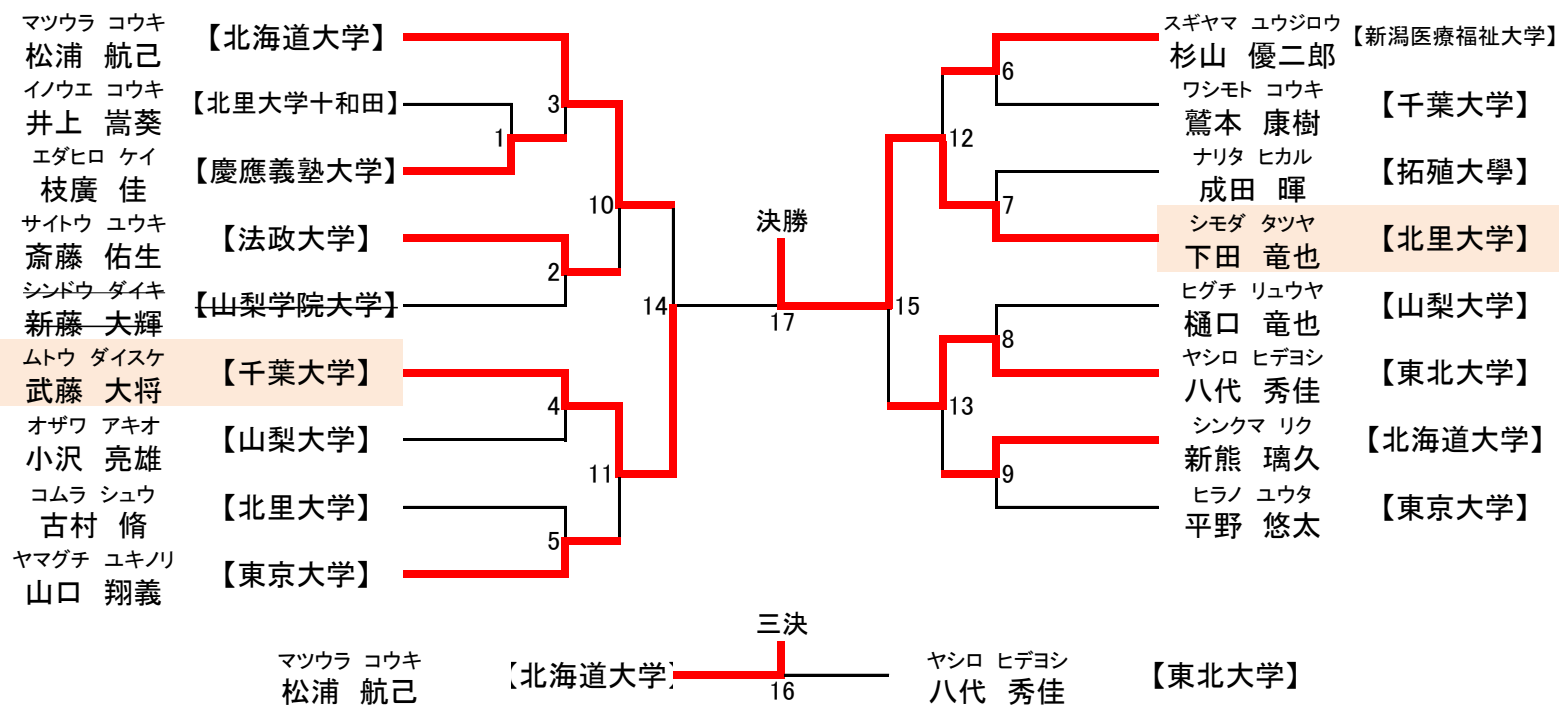 マツウラ コウキ
松浦 航己
【北海道大学】
イノウエ コウキ
井上 嵩葵
【北里大学十和田】
エダヒロ ケイ
枝廣 佳
【慶應義塾大学】
サイトウ ユウキ
斎藤 佑生
【法政大学】
シンドウ ダイキ
新藤 大輝
【山梨学院大学】
ムトウ ダイスケ
武藤 大将
【千葉大学】
オザワ アキオ
小沢 亮雄
【山梨大学】
コムラ シュウ
古村 脩
【北里大学】
ヤマグチ ユキノリ
山口 翔義
【東京大学】
1
2
3
4
5
10
11
14
決勝
17
15
12
13
6
7
8
9
スギヤマ ユウジロウ
杉山 優二郎
【新潟医療福祉大学】
ワシモト コウキ
鷲本 康樹
【千葉大学】
ナリタ ヒカル
成田 暉
【拓殖大學】
シモダ タツヤ
下田 竜也
【北里大学】
ヒグチ リュウヤ
樋口 竜也
【山梨大学】
ヤシロ ヒデヨシ
八代 秀佳
【東北大学】
シンクマ リク
新熊 璃久
【北海道大学】
ヒラノ ユウタ
平野 悠太
【東京大学】
三決
マツウラ コウキ
松浦 航己
【北海道大学】
16
ヤシロ ヒデヨシ
八代 秀佳
【東北大学】